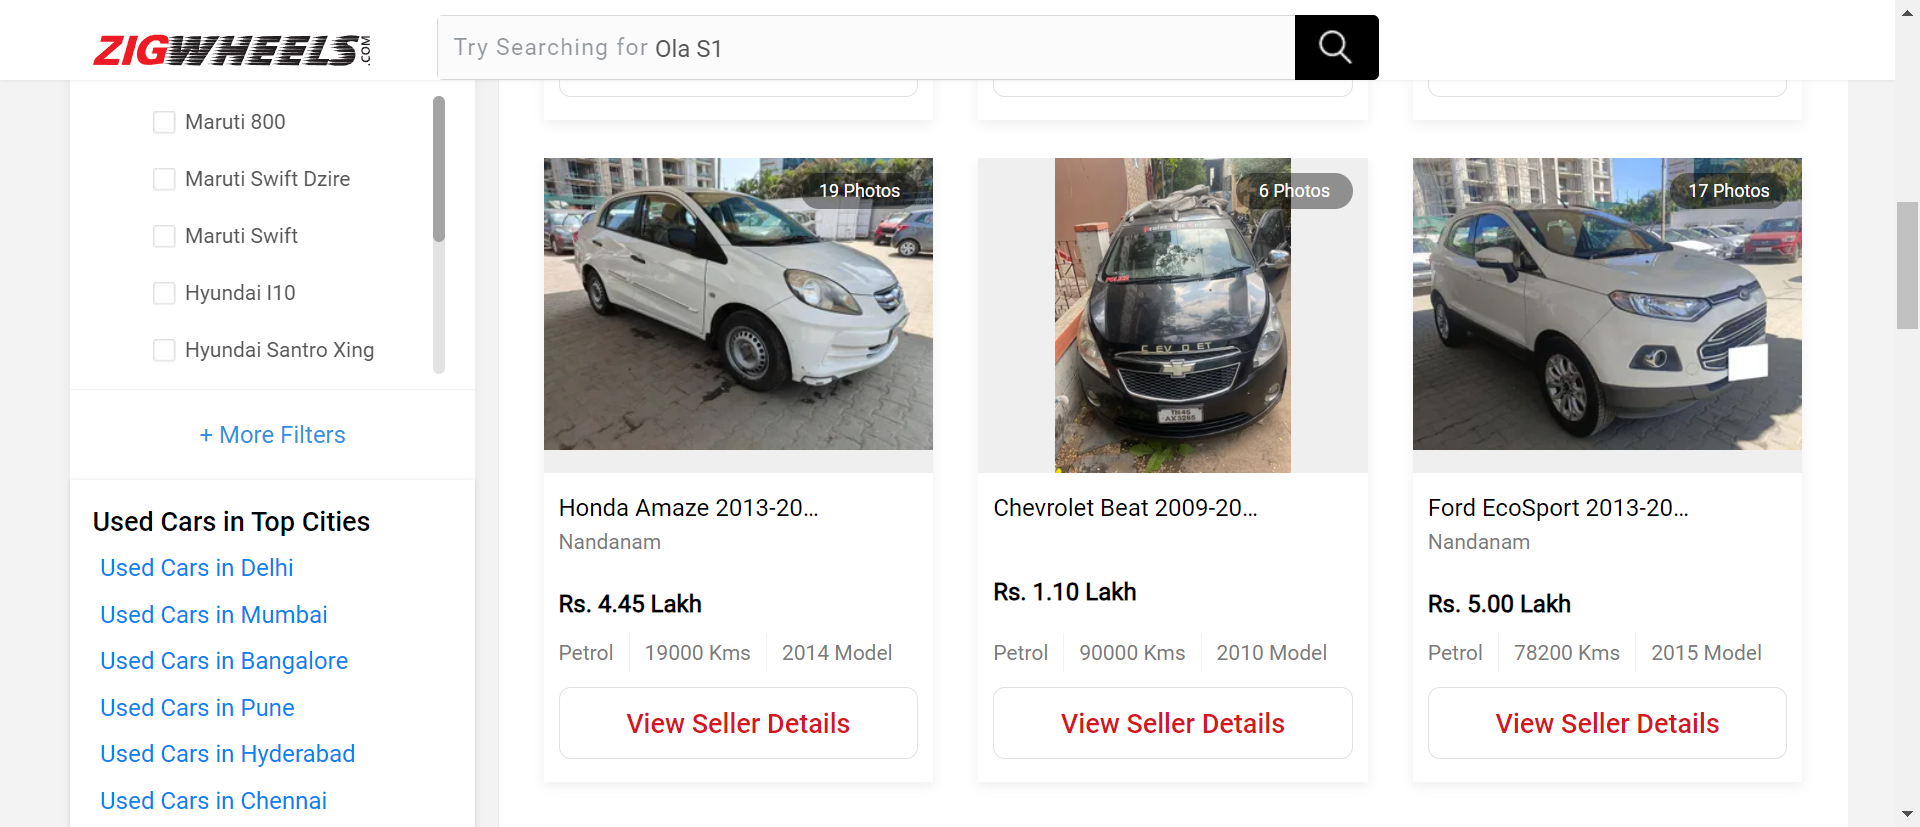 ZIGWHEELS.COM
Try Searching for Ola S1
Maruti 800
Maruti Swift Dzire
Maruti Swift
Hyundai I10
Hyundai Santro Xing
+ More Filters
Used Cars in Top Cities
Used Cars in Delhi
Used Cars in Mumbai
Used Cars in Bangalore
Used Cars in Pune
Used Cars in Hyderabad
Used Cars in Chennai
19 Photos
Honda Amaze 2013-20...
Nandanam
Rs. 4.45 Lakh
Petrol 19000 Kms 2014 Model
View Seller Details
6 Photos
C EV O ET
TN45
AX3285
Chevrolet Beat 2009-20...
Rs. 1.10 Lakh
Petrol 90000 Kms 2010 Model
View Seller Details
17 Photos
Ford EcoSport 2013-20...
Nandanam
Rs. 5.00 Lakh
Petrol 78200 Kms 2015 Model
View Seller Details